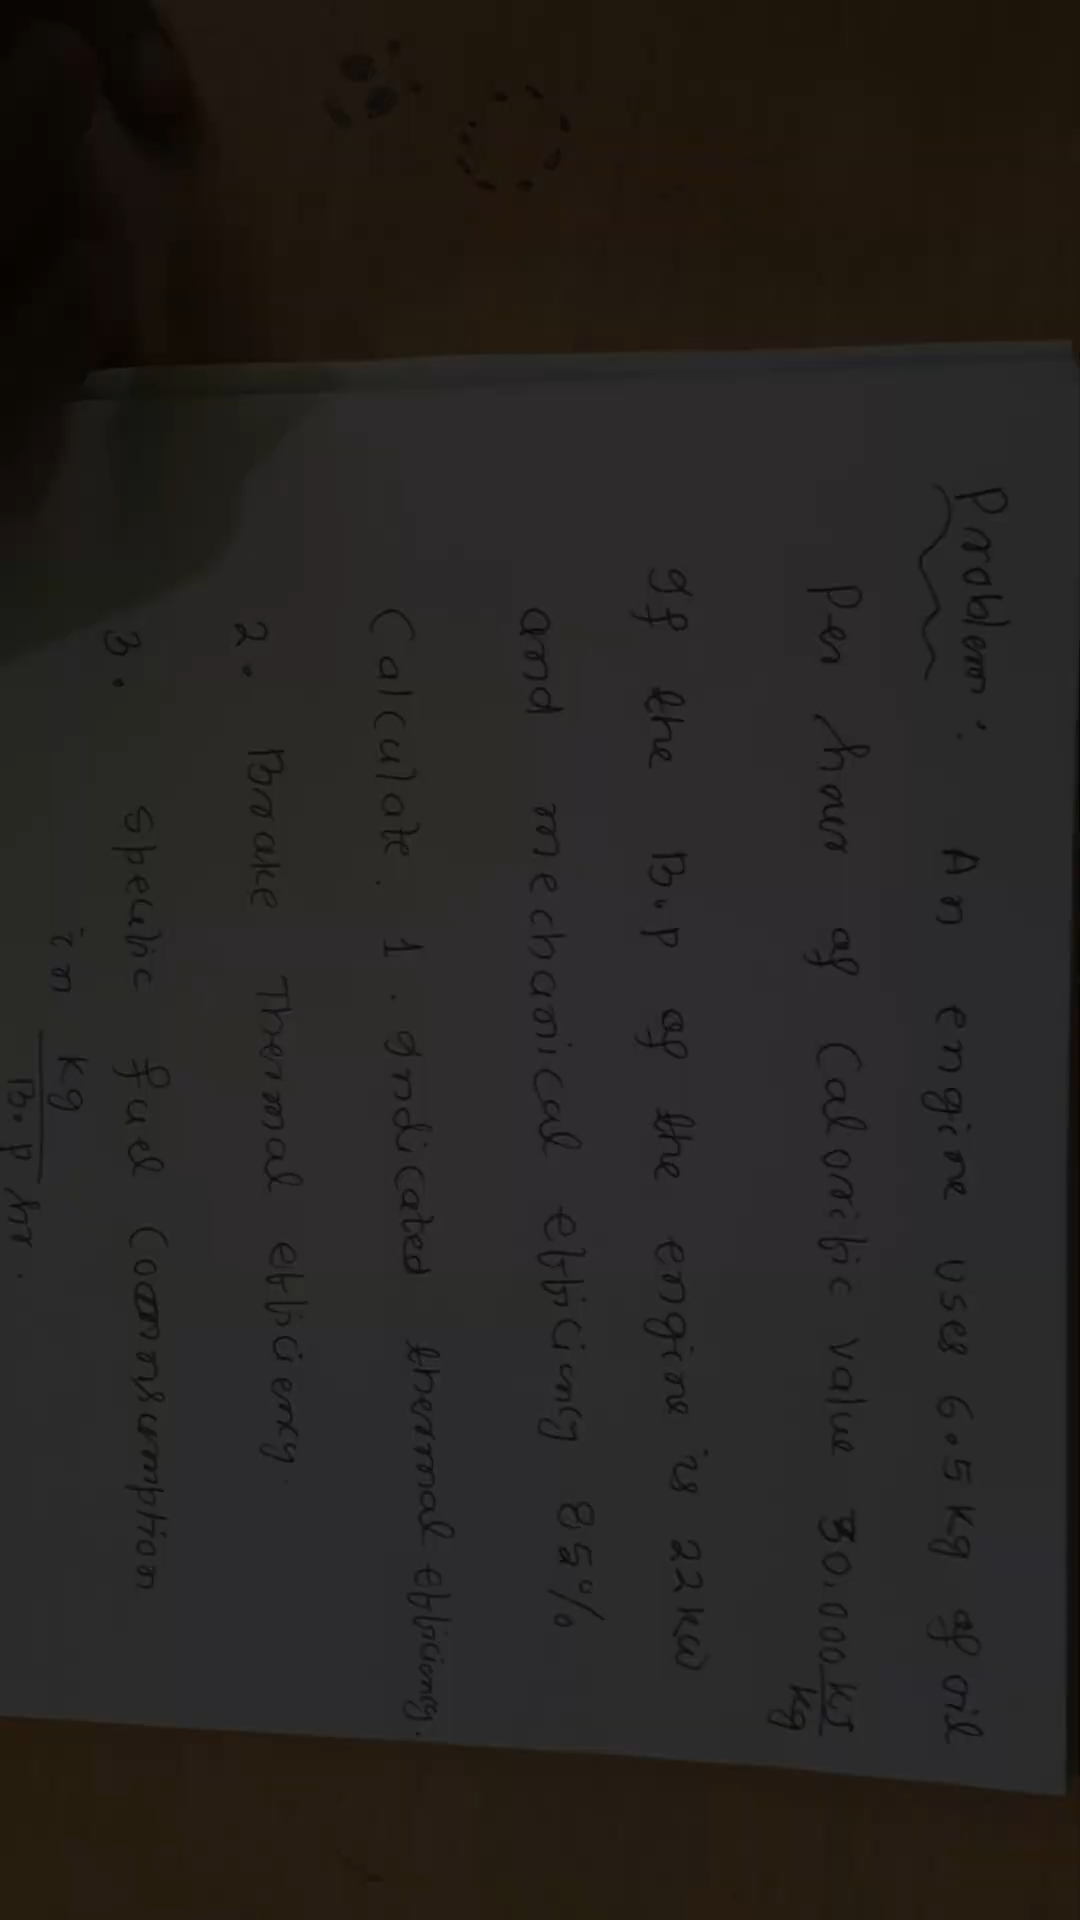 Problem: An engine uses 6.5 kg of oil
per hour of Calorific value 30,000 kJ/kg
If the B.P of the engine is 22 kW
and mechanical efficiency 85%
Calculate. 1. Indicated thermal efficiency.
2. Brake Thermal efficiency.
3. specific fuel Consumption
in kg/B.P/hr.